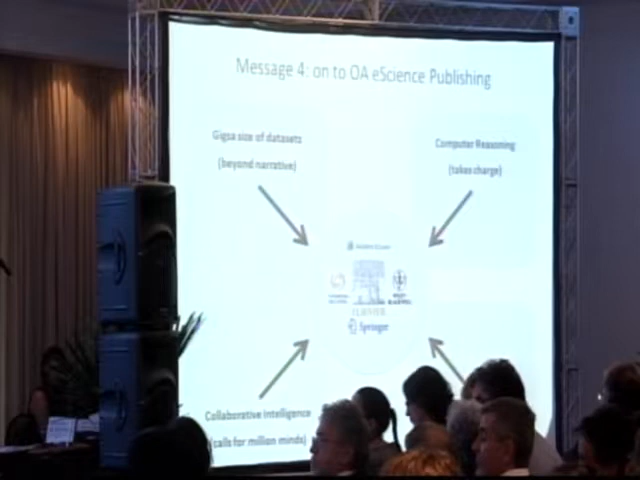 Message 4: on to OA eScience Publishing
Gigsa size of datasets
(beyond narrative)
Computer Reasoning
(takes charge)
ELSEVIER
Springer
Collaborative intelligence
(calls for million minds)